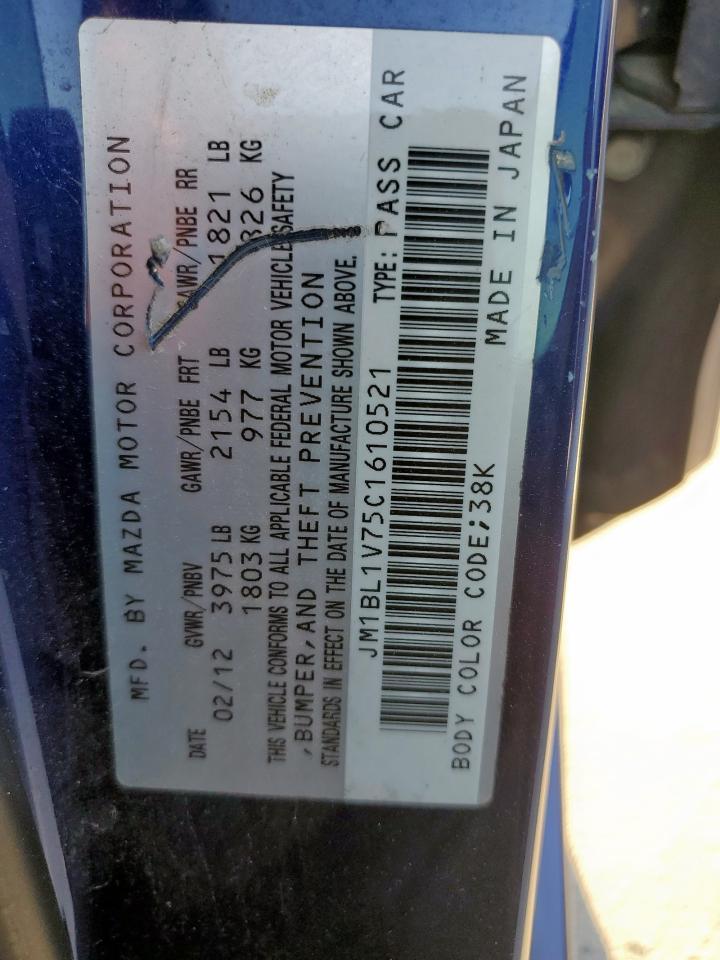 MFD. BY MAZDA MOTOR CORPORATION
DATE GVWR/PNBV GAWR/PNBE FRT GAWR/PNBE RR
02/12 3975 LB 2154 LB 1821 LB
1803 KG 977 KG 826 KG
THIS VEHICLE CONFORMS TO ALL APPLICABLE FEDERAL MOTOR VEHICLE SAFETY
,BUMPER,AND THEFT PREVENTION
STANDARDS IN EFFECT ON THE DATE OF MANUFACTURE SHOWN ABOVE.
JM1BL1V75C1610521 TYPE: PASS CAR
BODY COLOR CODE;38K MADE IN JAPAN